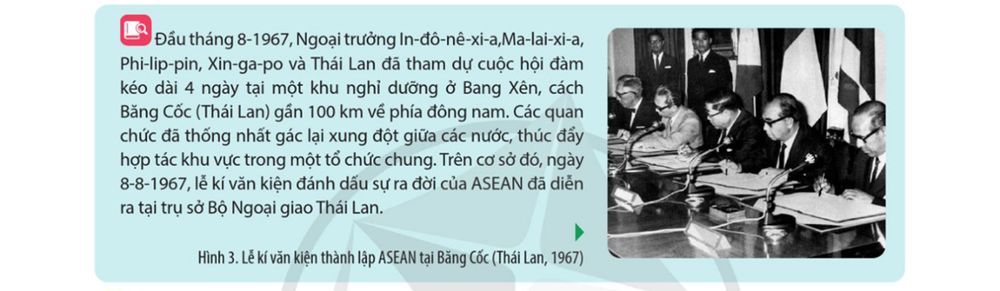 Đầu tháng 8-1967, Ngoại trưởng In-đô-nê-xi-a,Ma-lai-xi-a,
Phi-lip-pin, Xin-ga-po và Thái Lan đã tham dự cuộc hội đàm
kéo dài 4 ngày tại một khu nghỉ dưỡng ở Bang Xên, cách
Băng Cốc (Thái Lan) gần 100 km về phía đông nam. Các quan
chức đã thống nhất gác lại xung đột giữa các nước, thúc đẩy
hợp tác khu vực trong một tổ chức chung. Trên cơ sở đó, ngày
8-8-1967, lễ kí văn kiện đánh dấu sự ra đời của ASEAN đã diễn
ra tại trụ sở Bộ Ngoại giao Thái Lan.
Hình 3. Lễ kí văn kiện thành lập ASEAN tại Băng Cốc (Thái Lan, 1967)